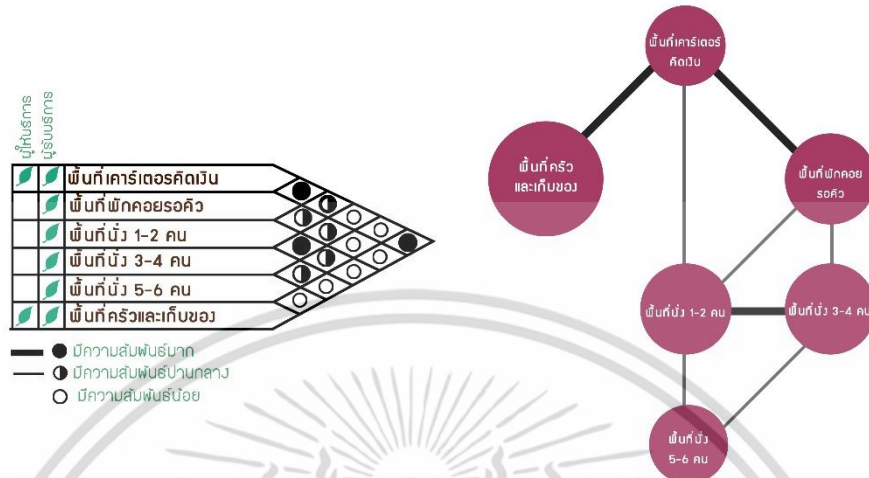 ผู้ให้บริการ
ผู้รับบริการ
พื้นที่เคาร์เตอรคิดเงิน
พื้นที่พักคอยรอคิว
พื้นที่นั่ง 1-2 คน
พื้นที่นั่ง 3-4 คน
พื้นที่นั่ง 5-6 คน
พื้นที่ครัวและเก็บของ
มีความสัมพันธ์มาก
มีความสัมพันธ์ปานกลาง
มีความสัมพันธ์น้อย
พื้นที่เคาร์เตอร์
คิดเงิน
พื้นที่ครัว
และเก็บของ
พื้นที่พักคอย
รอคิว
พื้นที่นั่ง 1-2 คน
พื้นที่นั่ง 3-4 คน
พื้นที่นั่ง
5-6 คน